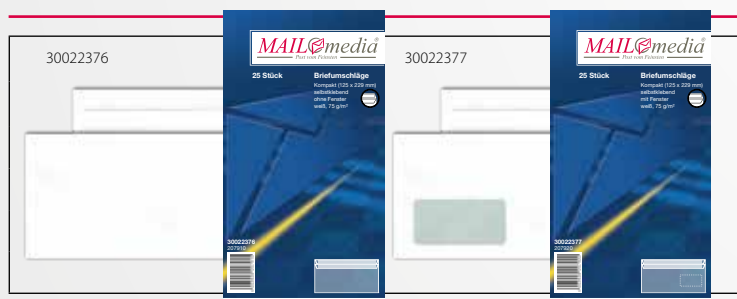 30022376
MAILmedia®
Post vom Feinsten
25 Stück Briefumschläge
Kompakt (125 x 229 mm)
selbstklebend
ohne Fenster
weiß, 75 g/m²
30022376
207910
30022377
MAILmedia®
Post vom Feinsten
25 Stück Briefumschläge
Kompakt (125 x 229 mm)
selbstklebend
mit Fenster
weiß, 75 g/m²
30022377
207920